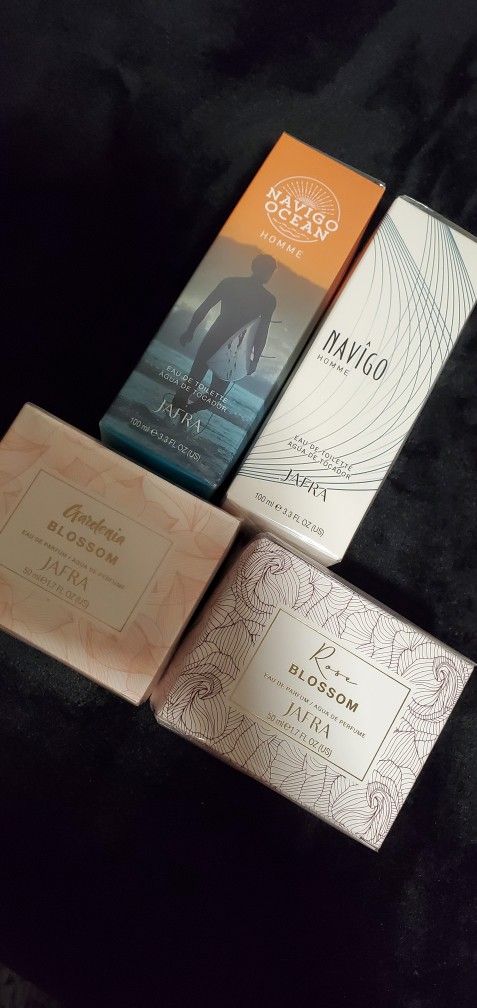 NAVIGO
OCEAN
HOMME
EAU DE TOILETTE
AGUA DE TOCADOR
JAFRA
100 ml e 3.3 FL OZ (US)
NAVÎGO
HOMME
EAU DE TOILETTE
AGUA DE TOCADOR
JAFRA
100 ml e 3.3 FL OZ (US)
Gardenia
BLOSSOM
EAU DE PARFUM / AGUA DE PERFUME
JAFRA
50 ml e 1.7 FL OZ (US)
Rose
BLOSSOM
EAU DE PARFUM / AGUA DE PERFUME
JAFRA
50 ml e 1.7 FL OZ (US)